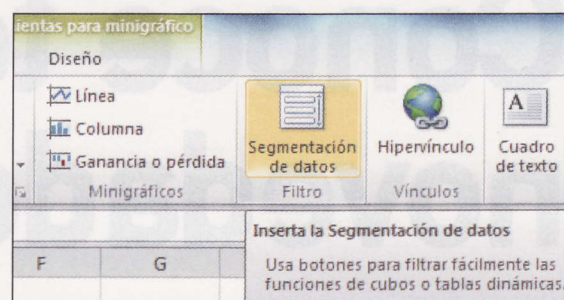 ientas para minigráfico
Diseño
Línea
Columna
Ganancia o pérdida
Minigráficos
Segmentación
de datos
Filtro
Hipervínculo
Vínculos
A
Cuadro
de texto
Inserta la Segmentación de datos
Usa botones para filtrar fácilmente las
funciones de cubos o tablas dinámicas.
F
G